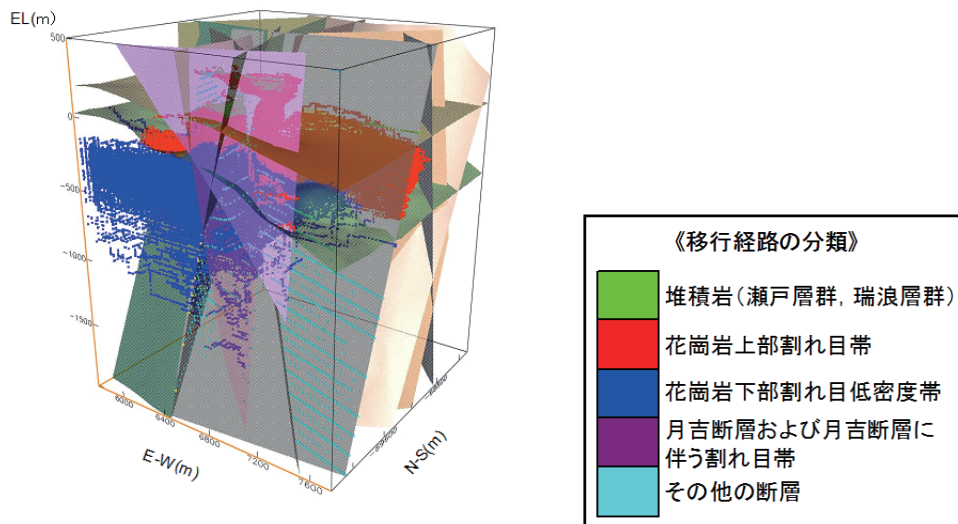 EL(m)
500
0
-500
-1000
-1500
6000
6400
6800
7200
7600
E-W(m)
N-S(m)
《移行経路の分類》
堆積岩(瀬戸層群, 瑞浪層群)
花崗岩上部割れ目帯
花崗岩下部割れ目低密度帯
月吉断層および月吉断層に
伴う割れ目帯
その他の断層